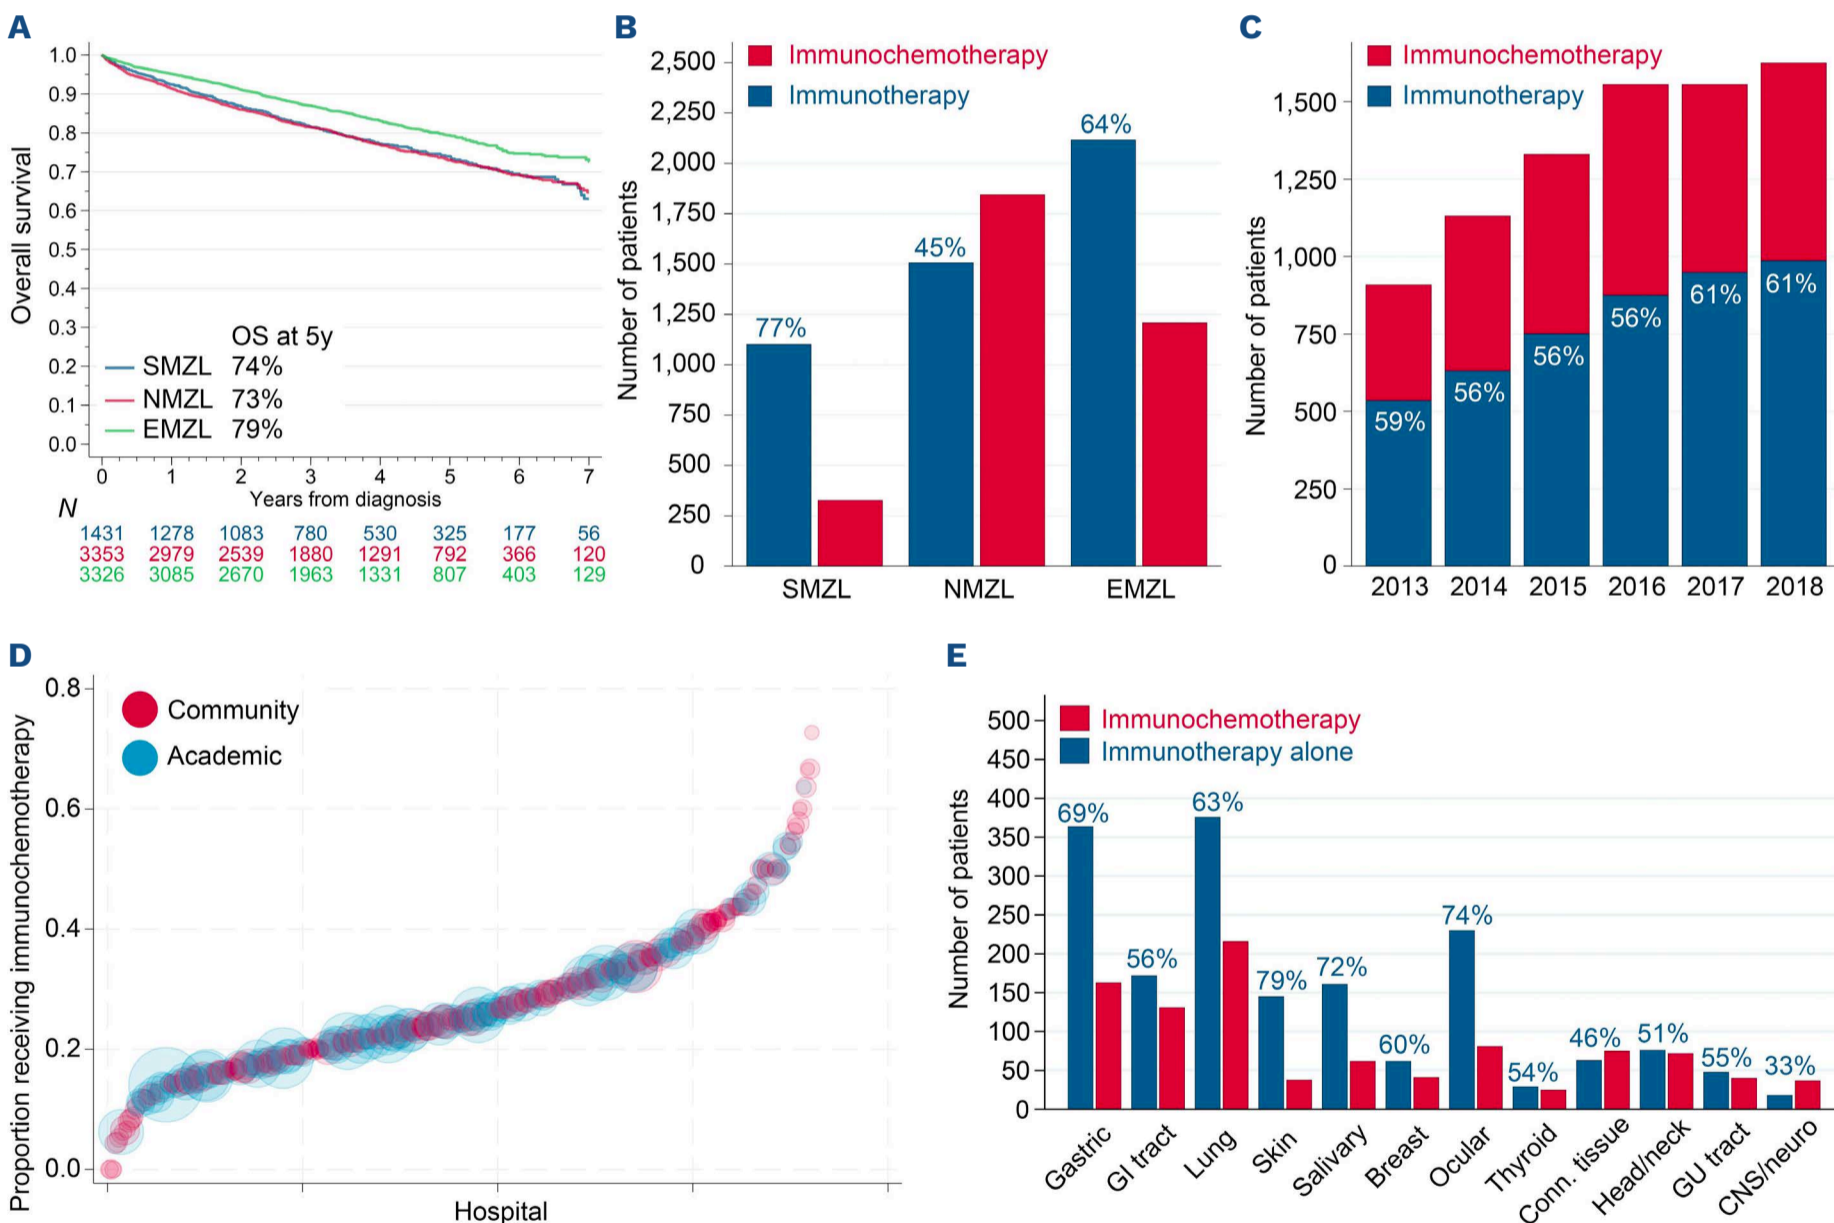 A
1.0
0.9
0.8
0.7
0.6
0.5
0.4
0.3
0.2
0.1
0.0
Overall survival
OS at 5y
SMZL 74%
NMZL 73%
EMZL 79%
0 1 2 3 4 5 6 7
Years from diagnosis
N
1431 1278 1083 780 530 325 177 56
3353 2979 2539 1880 1291 792 366 120
3326 3085 2670 1963 1331 807 403 129
B
Immunochemotherapy
Immunotherapy
2,500
2,250
2,000
1,750
1,500
1,250
1,000
750
500
250
0
Number of patients
77%
45%
64%
SMZL NMZL EMZL
C
Immunochemotherapy
Immunotherapy
1,500
1,250
1,000
750
500
250
0
Number of patients
59% 56% 56% 56% 61% 61%
2013 2014 2015 2016 2017 2018
D
Community
Academic
0.8
0.6
0.4
0.2
0.0
Proportion receiving immunochemotherapy
Hospital
E
Immunochemotherapy
Immunotherapy alone
500
450
400
350
300
250
200
150
100
50
0
Number of patients
69% 56% 63% 79% 72% 60% 74% 54% 46% 51% 55% 33%
Gastric
GI tract
Lung
Skin
Salivary
Breast
Ocular
Thyroid
Conn. tissue
Head/neck
GU tract
CNS/neuro